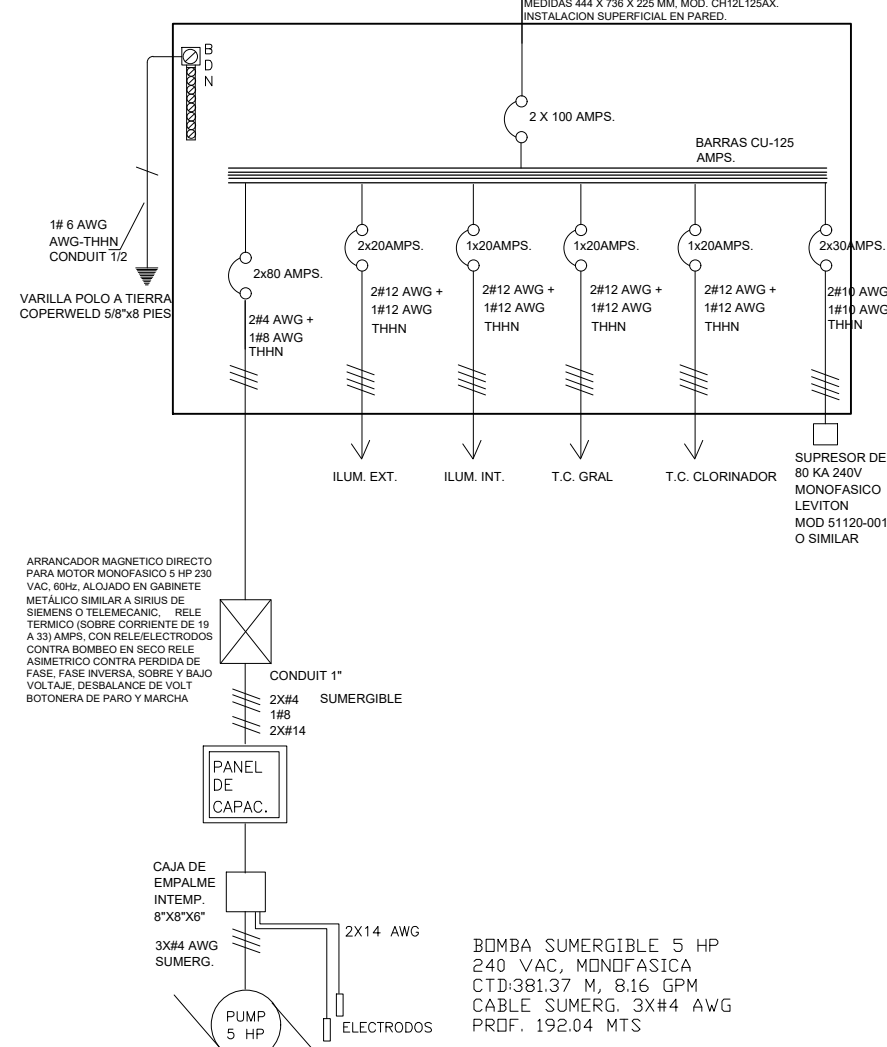 MEDIDAS 444 X 736 X 225 MM, MOD. CH12L125AX.
INSTALACION SUPERFICIAL EN PARED.
B
D
N
2 X 100 AMPS.
BARRAS CU-125
AMPS.
1# 6 AWG
AWG-THHN
CONDUIT 1/2
VARILLA POLO A TIERRA
COPERWELD 5/8"x8 PIES
2x80 AMPS.
2x20AMPS.
1x20AMPS.
1x20AMPS.
1x20AMPS.
2x30AMPS.
2#4 AWG +
1#8 AWG
THHN
2#12 AWG +
1#12 AWG
THHN
2#12 AWG +
1#12 AWG
THHN
2#12 AWG +
1#12 AWG
THHN
2#12 AWG +
1#12 AWG
THHN
2#10 AWG
1#10 AWG
THHN
ILUM. EXT.
ILUM. INT.
T.C. GRAL
T.C. CLORINADOR
SUPRESOR DE
80 KA 240V
MONOFASICO
LEVITON
MOD 51120-001
O SIMILAR
ARRANCADOR MAGNETICO DIRECTO
PARA MOTOR MONOFASICO 5 HP 230
VAC, 60Hz, ALOJADO EN GABINETE
METÁLICO SIMILAR A SIRIUS DE
SIEMENS O TELEMECANIC, RELE
TERMICO (SOBRE CORRIENTE DE 19
A 33) AMPS, CON RELE/ELECTRODOS
CONTRA BOMBEO EN SECO RELE
ASIMETRICO CONTRA PERDIDA DE
FASE, FASE INVERSA, SOBRE Y BAJO
VOLTAJE, DESBALANCE DE VOLT
BOTONERA DE PARO Y MARCHA
CONDUIT 1"
2X#4 SUMERGIBLE
1#8
2X#14
PANEL
DE
CAPAC.
CAJA DE
EMPALME
INTEMP.
8"X8"X6"
2X14 AWG
3X#4 AWG
SUMERG.
PUMP
5 HP
ELECTRODOS
BOMBA SUMERGIBLE 5 HP
240 VAC, MONOFASICA
CTD:381.37 M, 8.16 GPM
CABLE SUMERG. 3X#4 AWG
PROF. 192.04 MTS